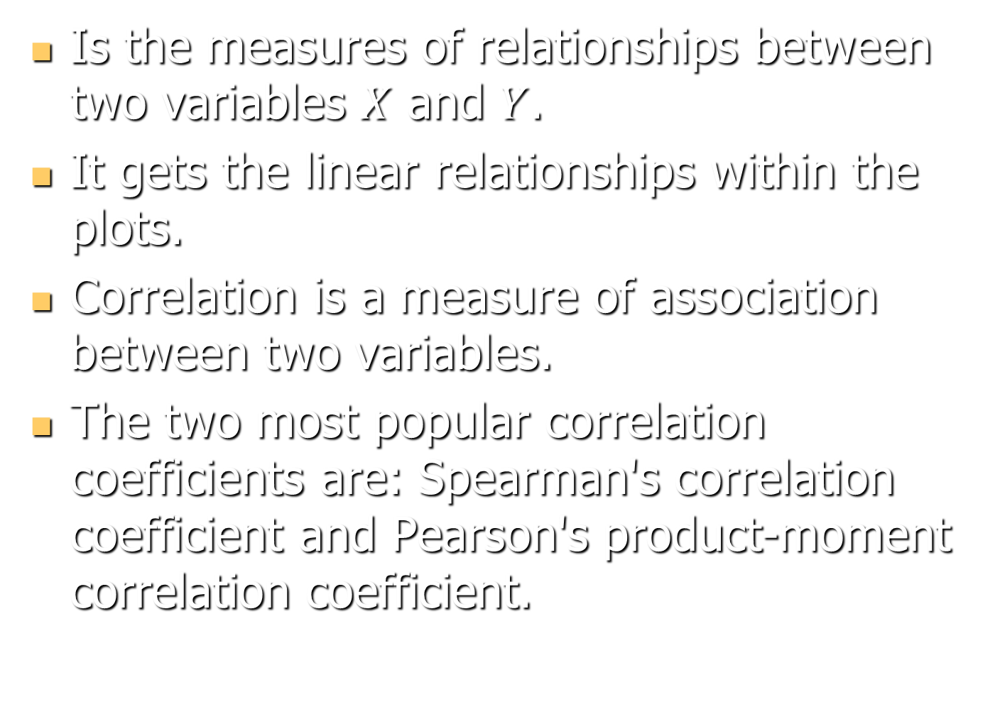 Is the measures of relationships between
two variables X and Y.
It gets the linear relationships within the
plots.
Correlation is a measure of association
between two variables.
The two most popular correlation
coefficients are: Spearman's correlation
coefficient and Pearson's product-moment
correlation coefficient.